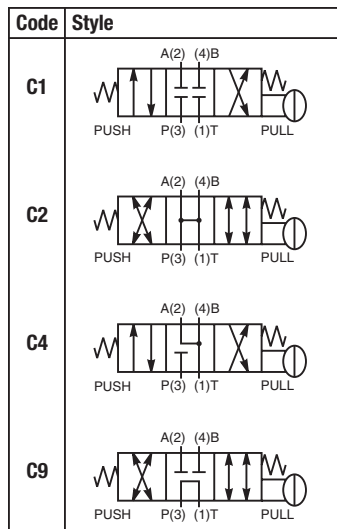 Code Style
A(2) (4)B
C1
PUSH P(3) (1)T PULL
A(2) (4)B
C2
PUSH P(3) (1)T PULL
A(2) (4)B
C4
PUSH P(3) (1)T PULL
A(2) (4)B
C9
PUSH P(3) (1)T PULL